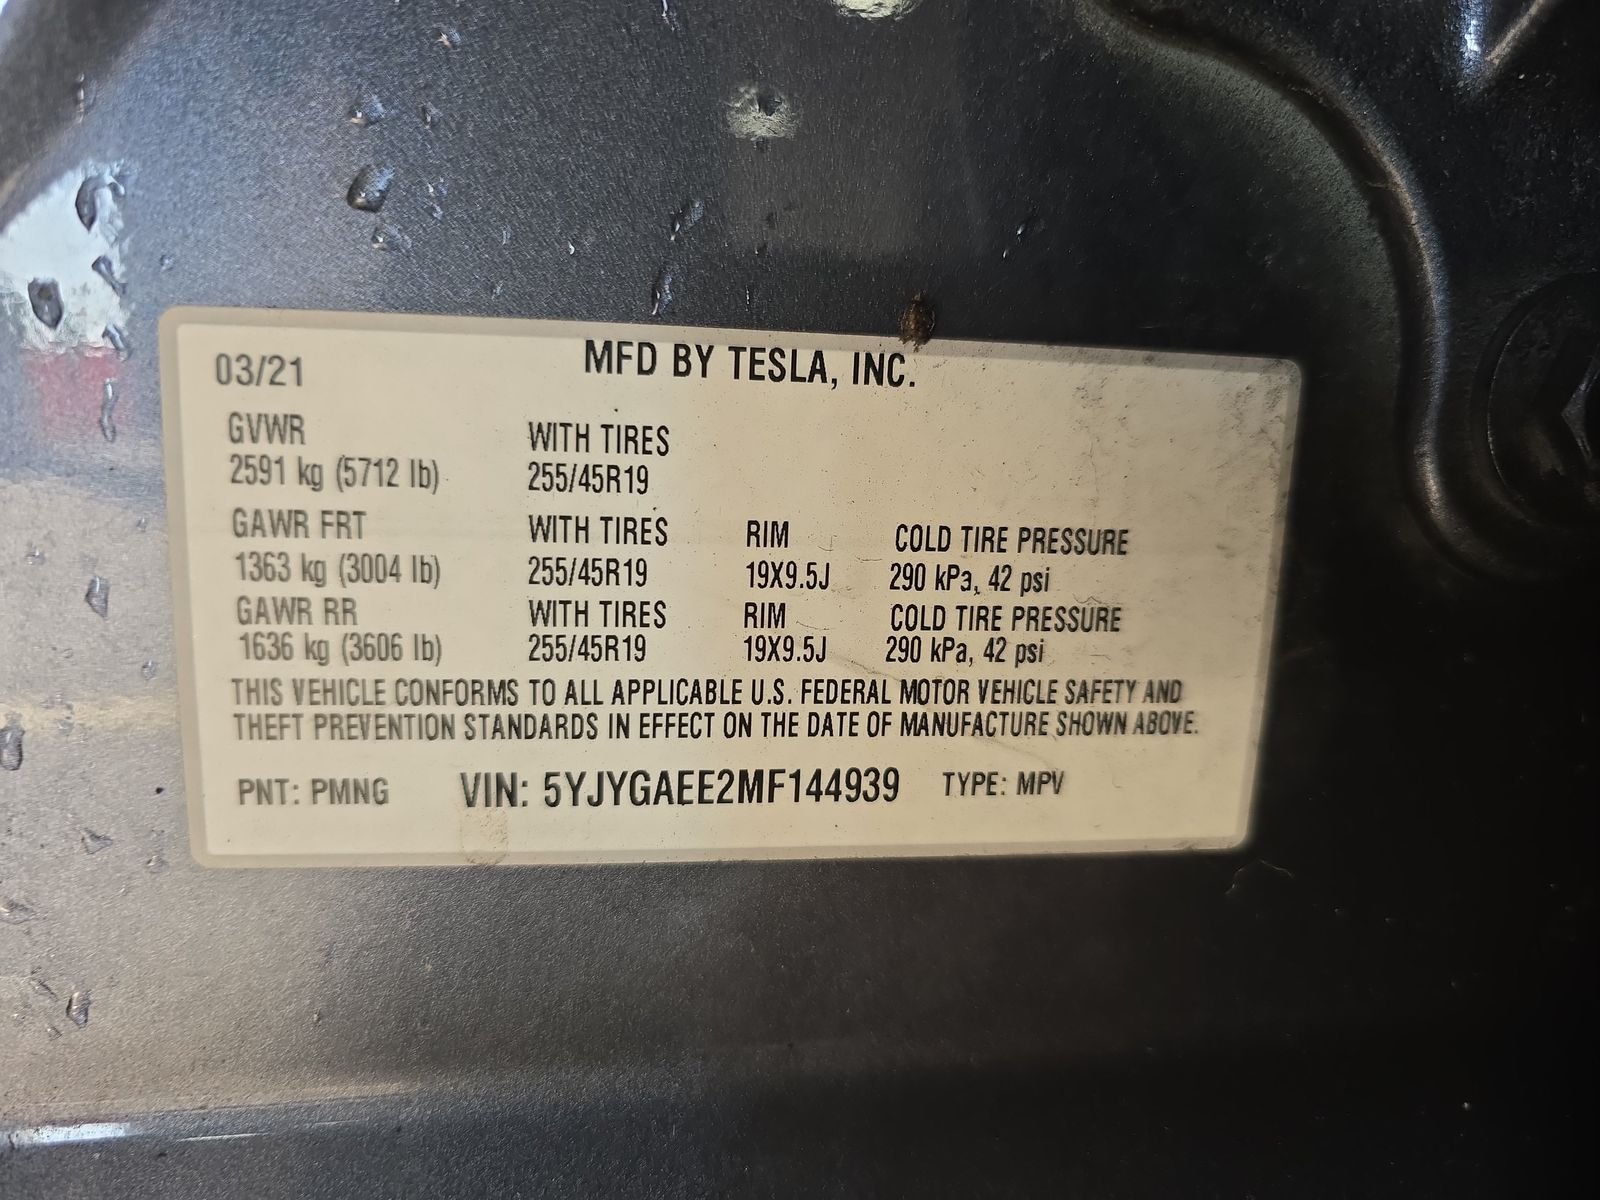 03/21 MFD BY TESLA, INC.
GVWR WITH TIRES
2591 kg (5712 lb) 255/45R19
GAWR FRT WITH TIRES RIM COLD TIRE PRESSURE
1363 kg (3004 lb) 255/45R19 19X9.5J 290 kPa, 42 psi
GAWR RR WITH TIRES RIM COLD TIRE PRESSURE
1636 kg (3606 lb) 255/45R19 19X9.5J 290 kPa, 42 psi
THIS VEHICLE CONFORMS TO ALL APPLICABLE U.S. FEDERAL MOTOR VEHICLE SAFETY AND
THEFT PREVENTION STANDARDS IN EFFECT ON THE DATE OF MANUFACTURE SHOWN ABOVE.
PNT: PMNG VIN: 5YJYGAEE2MF144939 TYPE: MPV